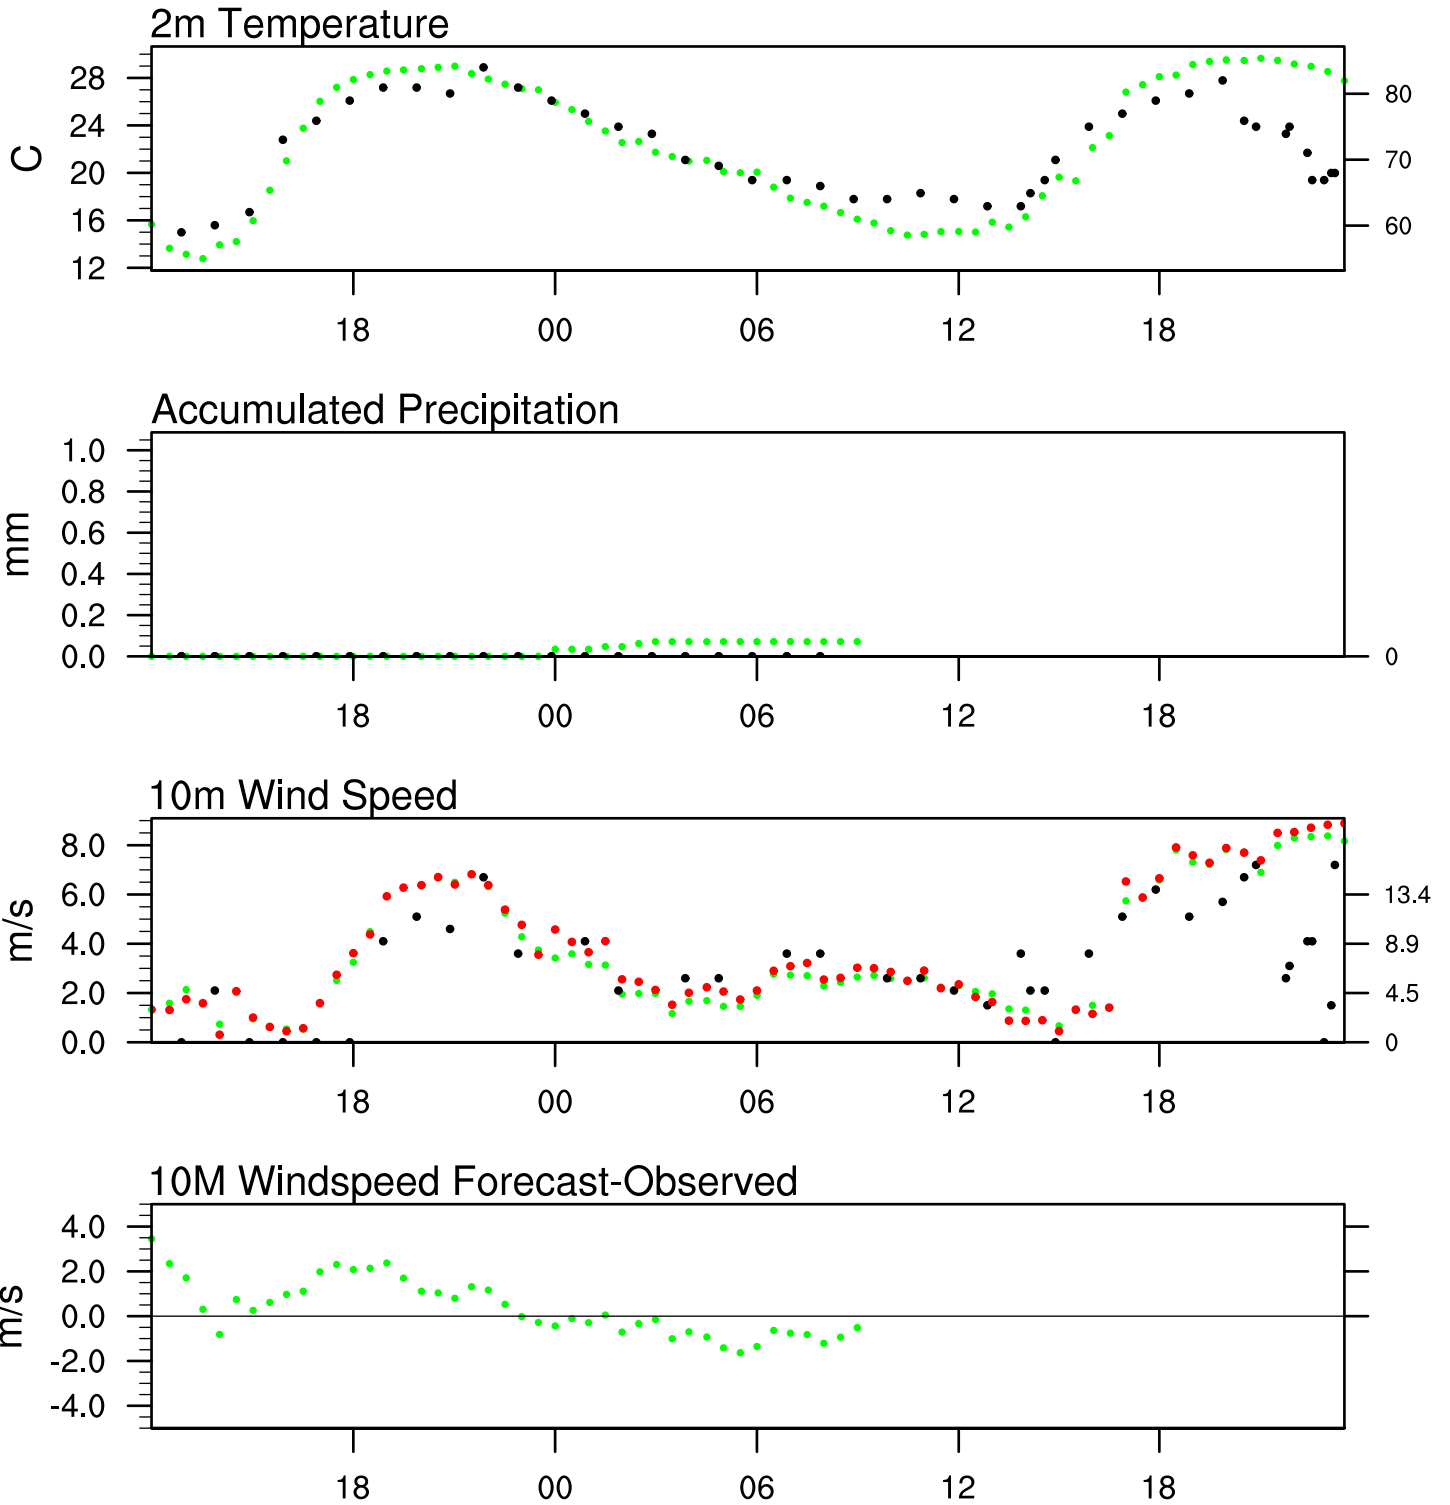 2m Temperature
28
24
20
16
12
C
80
70
60
18 00 06 12 18
Accumulated Precipitation
1.0
0.8
0.6
0.4
0.2
0.0
mm
0
18 00 06 12 18
10m Wind Speed
8.0
6.0
4.0
2.0
0.0
m/s
13.4
8.9
4.5
0
18 00 06 12 18
10M Windspeed Forecast-Observed
4.0
2.0
0.0
-2.0
-4.0
m/s
18 00 06 12 18